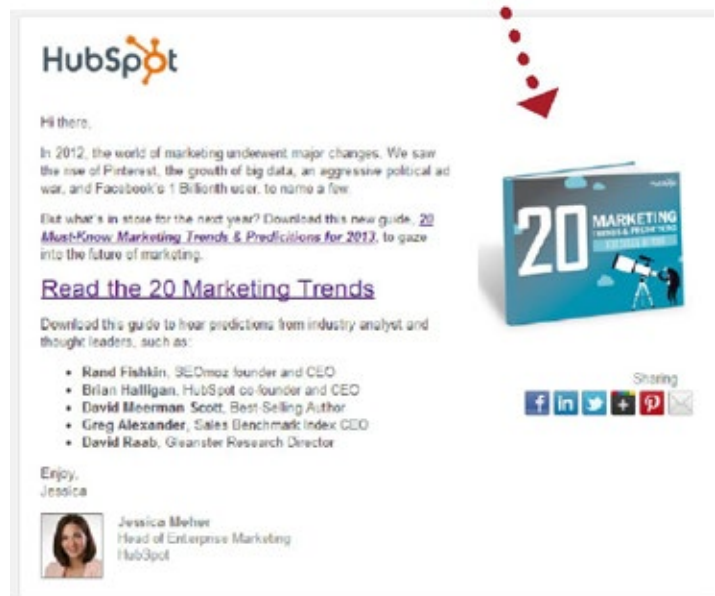 HubSpot
Hi there,
In 2012, the world of marketing underwent major changes. We saw
the rise of Pinterest, the growth of big data, an aggressive political ad
war, and Facebook's 1 Billionth user, to name a few.
But what's in store for the next year? Download this new guide, 20
Must-Know Marketing Trends & Predicitions for 2013, to gaze
into the future of marketing.
Read the 20 Marketing Trends
Download this guide to hear predictions from industry analyst and
thought leaders, such as:
• Rand Fishkin, SEOmoz founder and CEO
• Brian Halligan, HubSpot co-founder and CEO
• David Meerman Scott, Best-Selling Author
• Greg Alexander, Sales Benchmark Index CEO
• David Raab, Gleanster Research Director
Enjoy,
Jessica
Jessica Meher
Head of Enterprise Marketing
HubSpot
20 MARKETING
TRENDS & PREDICTIONS
Sharing